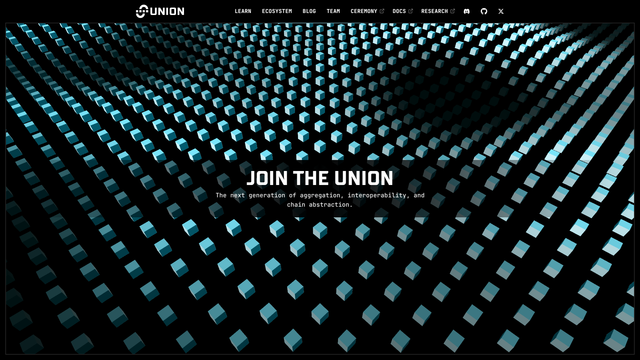 UNION
LEARN ECOSYSTEM BLOG TEAM CEREMONY DOCS RESEARCH
JOIN THE UNION
The next generation of aggregation, interoperability, and
chain abstraction.